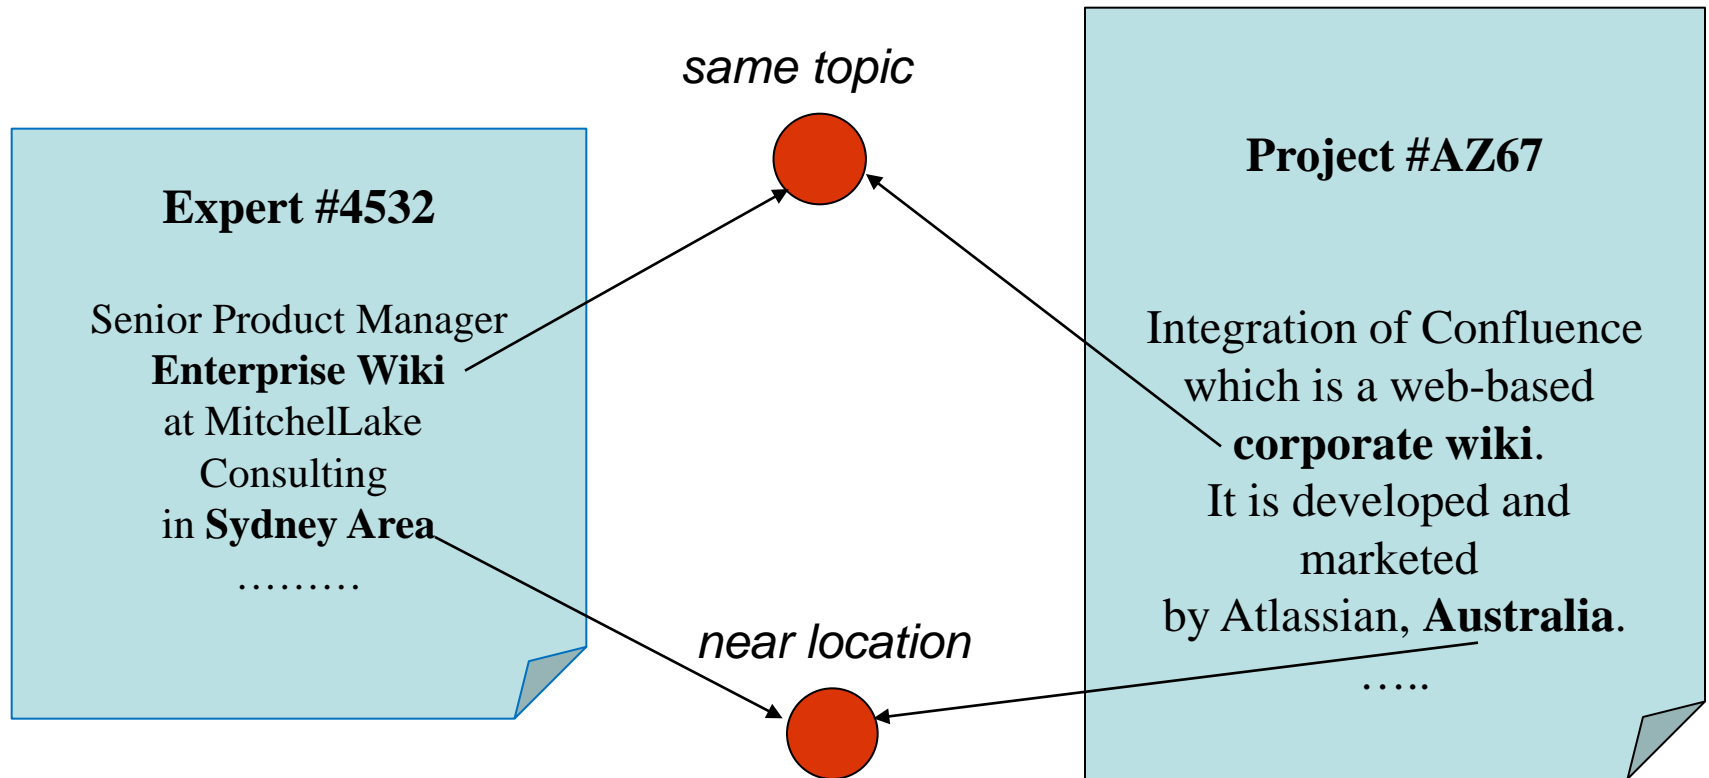 same topic
Expert #4532
Senior Product Manager
Enterprise Wiki
at MitchelLake
Consulting
in Sydney Area
………
near location
Project #AZ67
Integration of Confluence
which is a web-based
corporate wiki.
It is developed and
marketed
by Atlassian, Australia.
…..